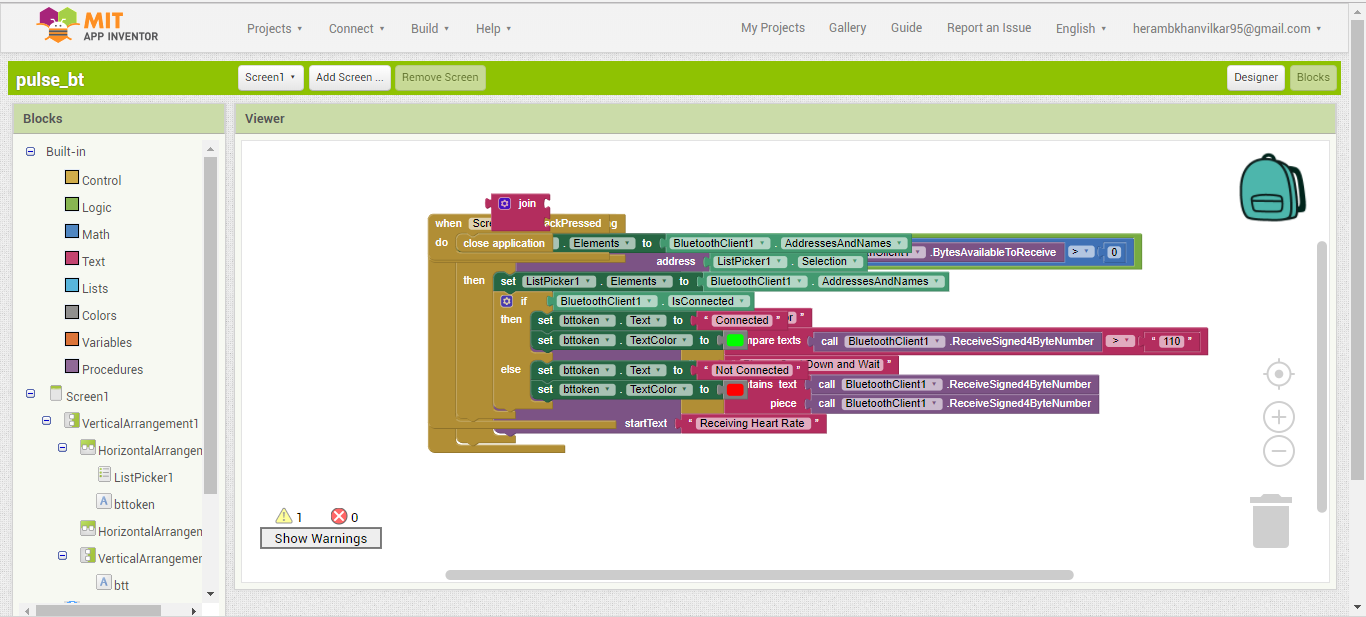 MIT
APP INVENTOR
Projects Connect Build Help My Projects Gallery Guide Report an Issue English herambkhanvilkar95@gmail.com
pulse_bt Screen1 Add Screen ... Remove Screen Designer Blocks
Blocks Viewer
Built-in
Control
Logic
Math
Text
Lists
Colors
Variables
Procedures
Screen1
VerticalArrangement1
HorizontalArrangen
ListPicker1
bttoken
HorizontalArrangen
VerticalArrangemer
btt
join
when Scre ackPressed g
do close application . Elements to BluetoothClient1 . AddressesAndNames Client1 .BytesAvailableToReceive > 0
address ListPicker1 . Selection
then set ListPicker1 . Elements to BluetoothClient1 . AddressesAndNames
if BluetoothClient1 . IsConnected
then set bttoken . Text to " Connected " or "
set bttoken . TextColor to mpare texts call BluetoothClient1 .ReceiveSigned4ByteNumber > " 110 "
Down and Wait "
else set bttoken . Text to " Not Connected "
set bttoken . TextColor to tains text call BluetoothClient1 .ReceiveSigned4ByteNumber
piece call BluetoothClient1 .ReceiveSigned4ByteNumber
startText " Receiving Heart Rate "
1 0
Show Warnings